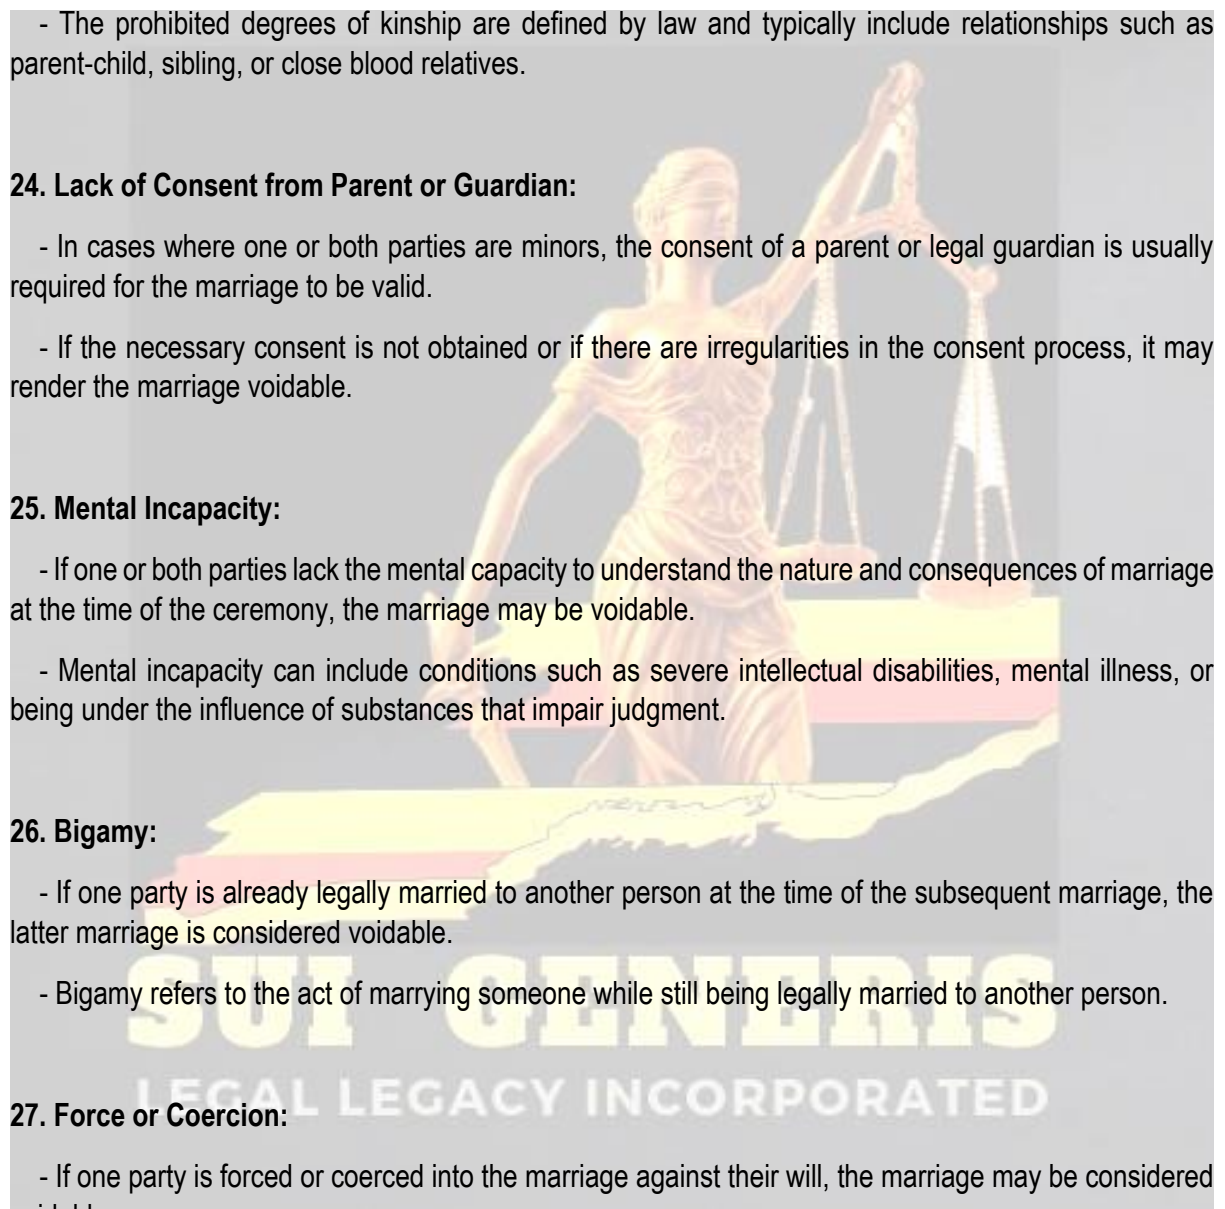 - The prohibited degrees of kinship are defined by law and typically include relationships such as
parent-child, sibling, or close blood relatives.
24. Lack of Consent from Parent or Guardian:
- In cases where one or both parties are minors, the consent of a parent or legal guardian is usually
required for the marriage to be valid.
- If the necessary consent is not obtained or if there are irregularities in the consent process, it may
render the marriage voidable.
25. Mental Incapacity:
- If one or both parties lack the mental capacity to understand the nature and consequences of marriage
at the time of the ceremony, the marriage may be voidable.
- Mental incapacity can include conditions such as severe intellectual disabilities, mental illness, or
being under the influence of substances that impair judgment.
26. Bigamy:
- If one party is already legally married to another person at the time of the subsequent marriage, the
latter marriage is considered voidable.
- Bigamy refers to the act of marrying someone while still being legally married to another person.
SUI GENERIS
LEGAL LEGACY INCORPORATED
27. Force or Coercion:
- If one party is forced or coerced into the marriage against their will, the marriage may be considered